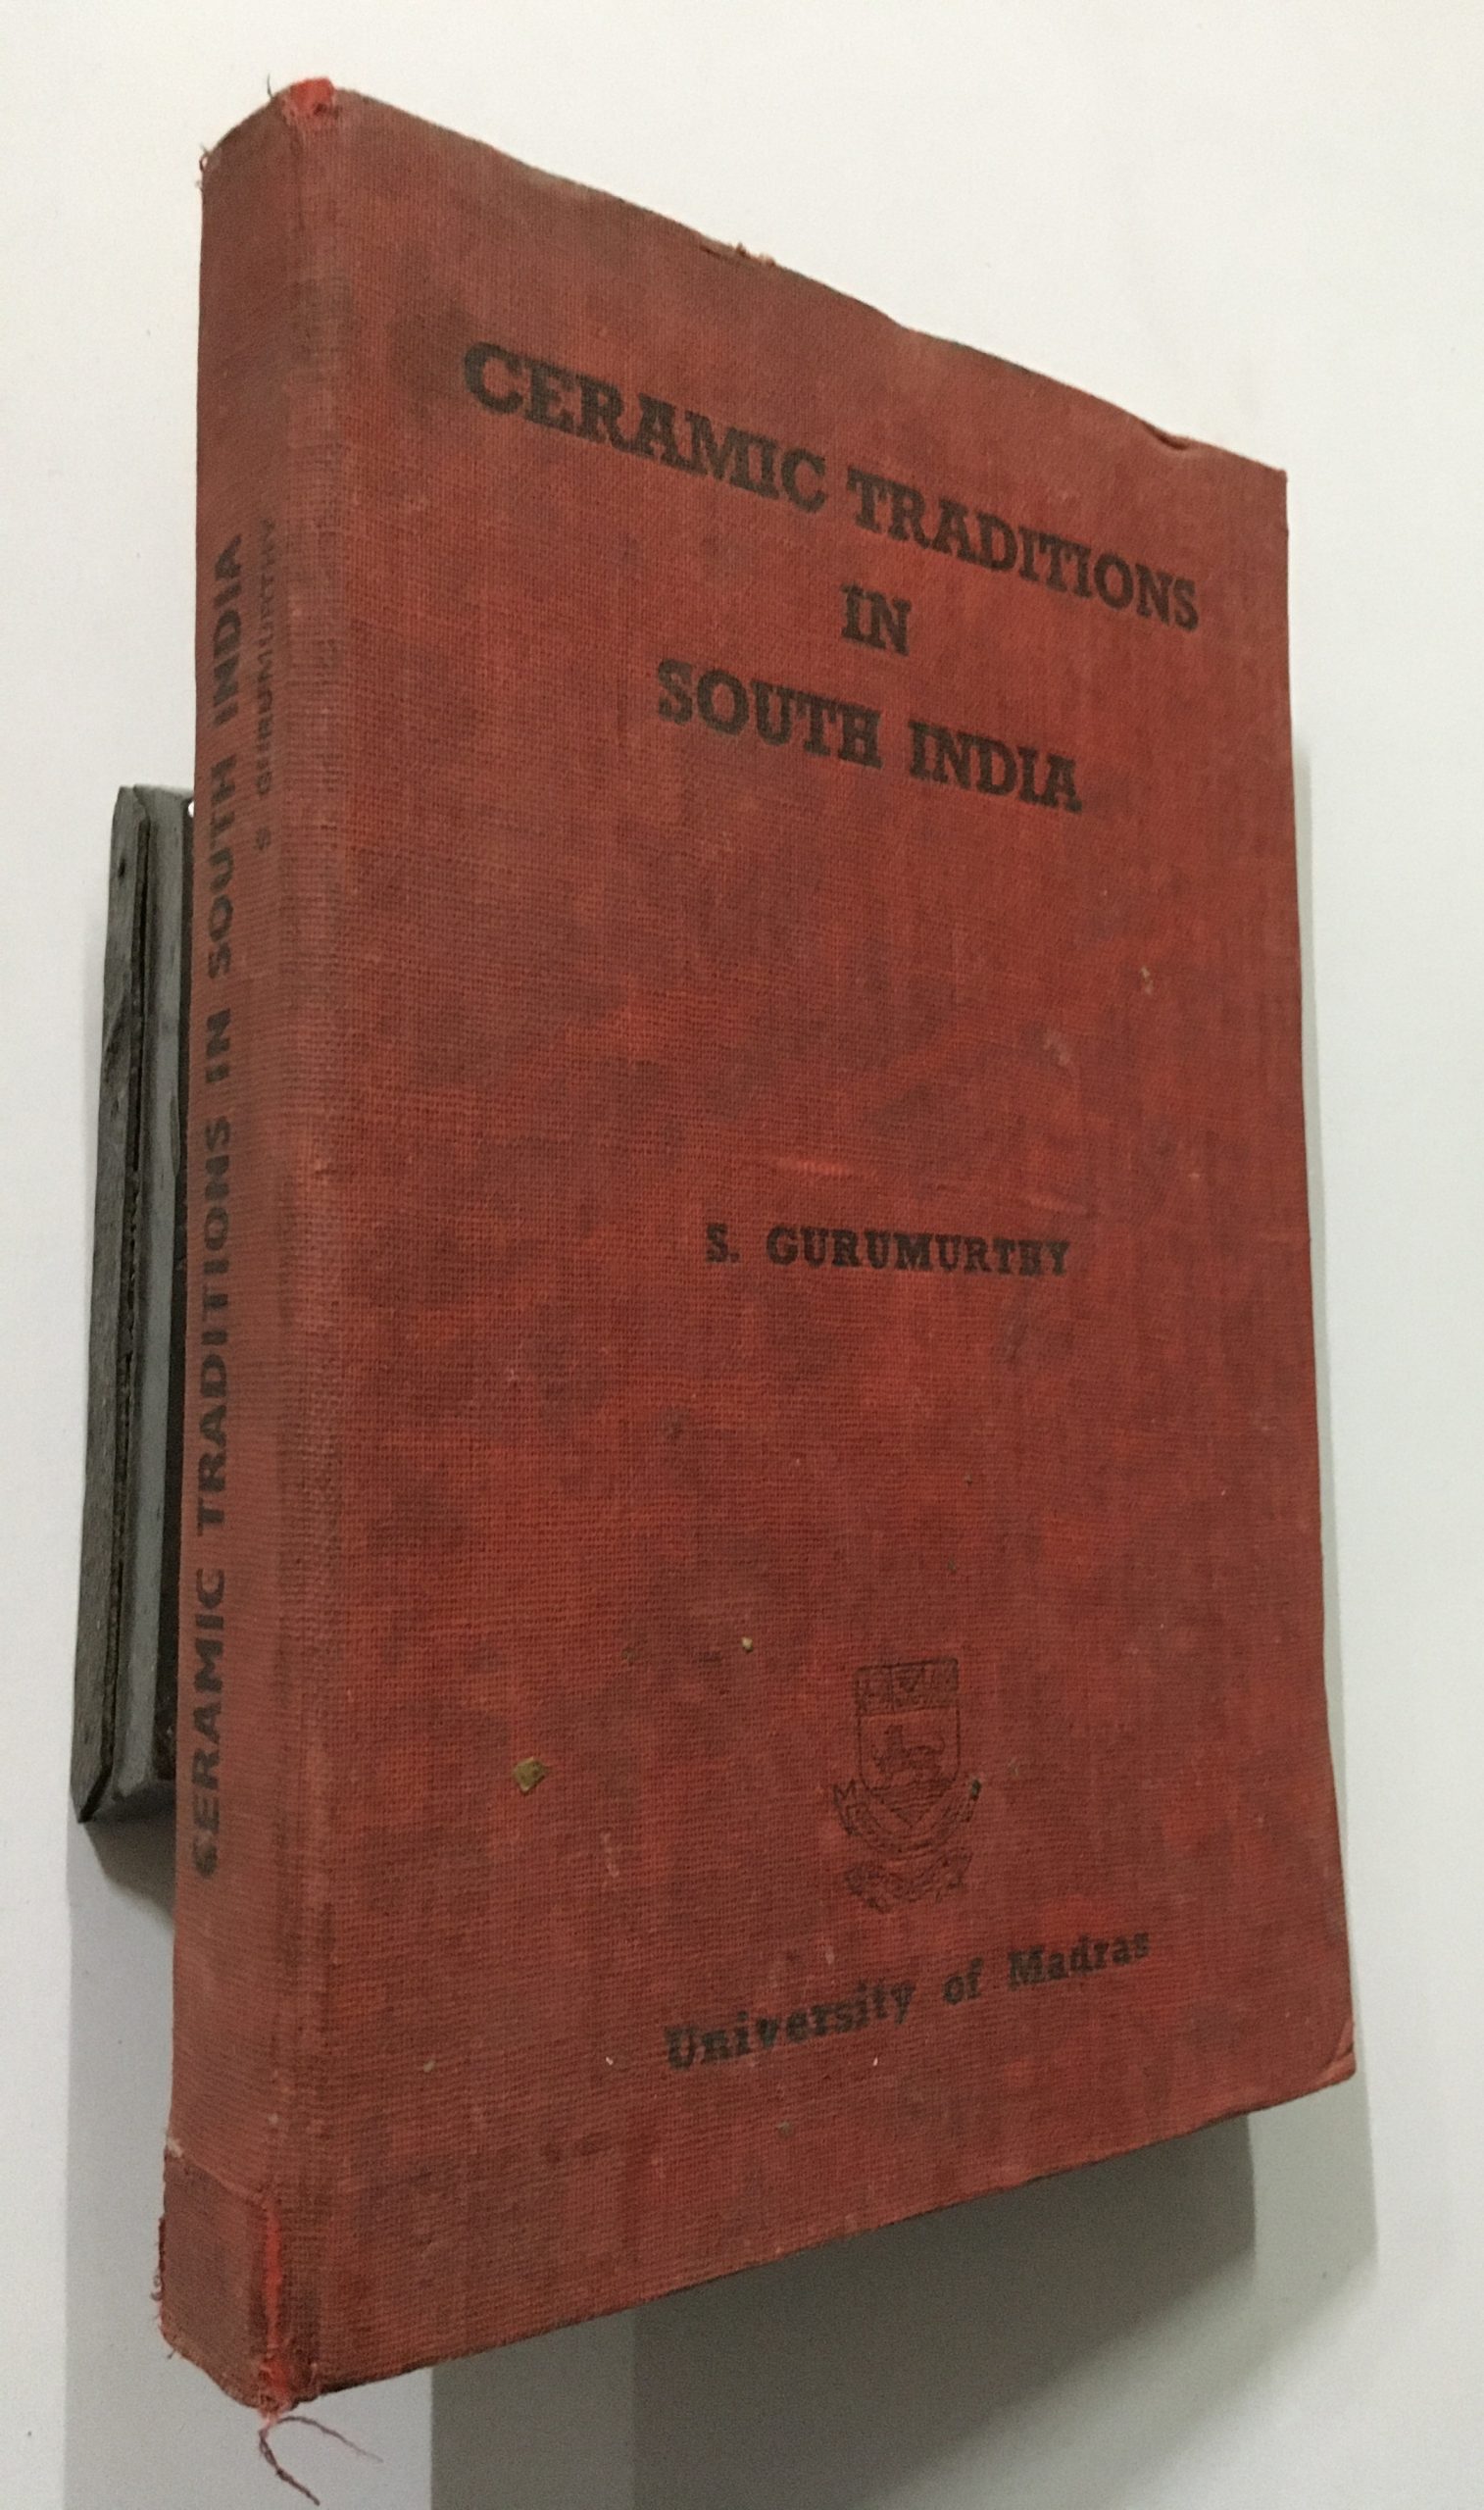 CERAMIC TRADITIONS
IN
SOUTH INDIA
S. GURUMURTHY
University of Madras
CERAMIC TRADITIONS IN SOUTH INDIA
S. GURUMURTHY